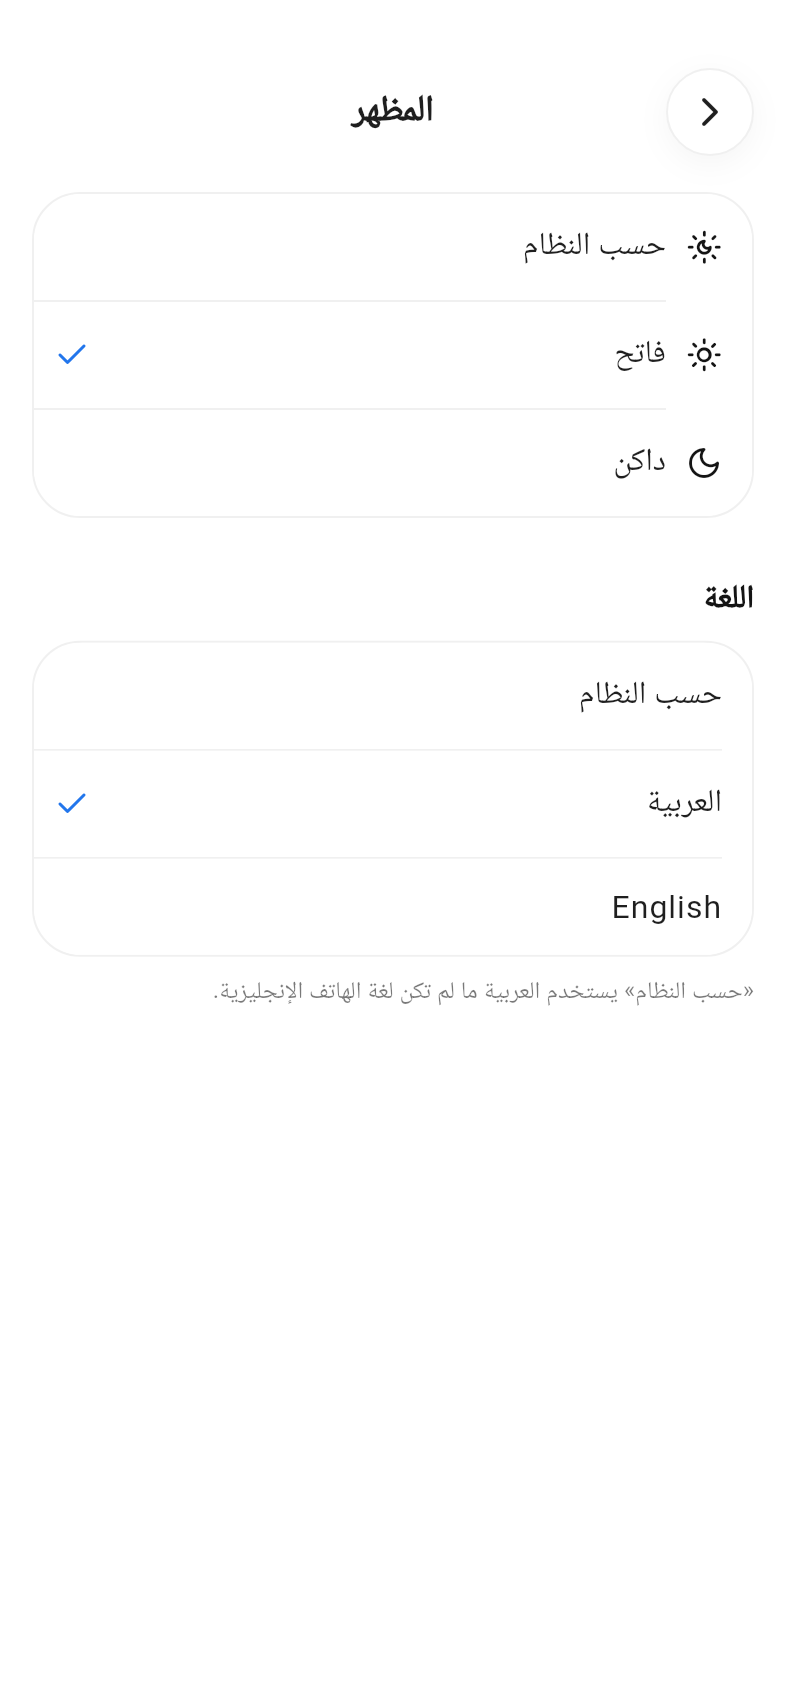 المظهر
حسب النظام
فاتح
داكن
اللغة
حسب النظام
العربية
English
«حسب النظام» يستخدم العربية ما لم تكن لغة الهاتف الإنجليزية.